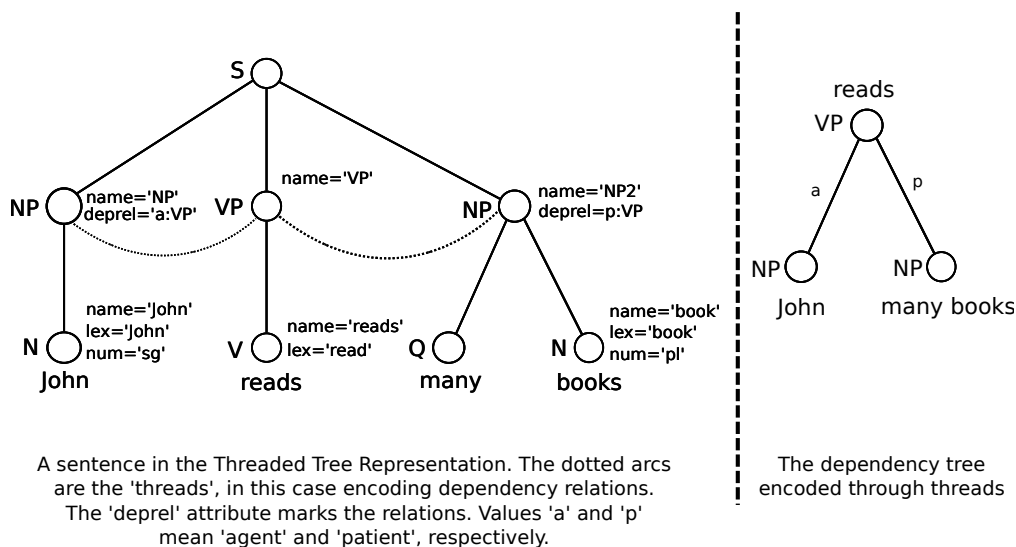 S
NP
name='NP'
deprel='a:VP'
VP
name='VP'
NP
name='NP2'
deprel=p:VP
N
name='John'
lex='John'
num='sg'
John
V
name='reads'
lex='read'
reads
Q
many
N
name='book'
lex='book'
num='pl'
books
A sentence in the Threaded Tree Representation. The dotted arcs
are the 'threads', in this case encoding dependency relations.
The 'deprel' attribute marks the relations. Values 'a' and 'p'
mean 'agent' and 'patient', respectively.
reads
VP
a
p
NP
John
NP
many books
The dependency tree
encoded through threads